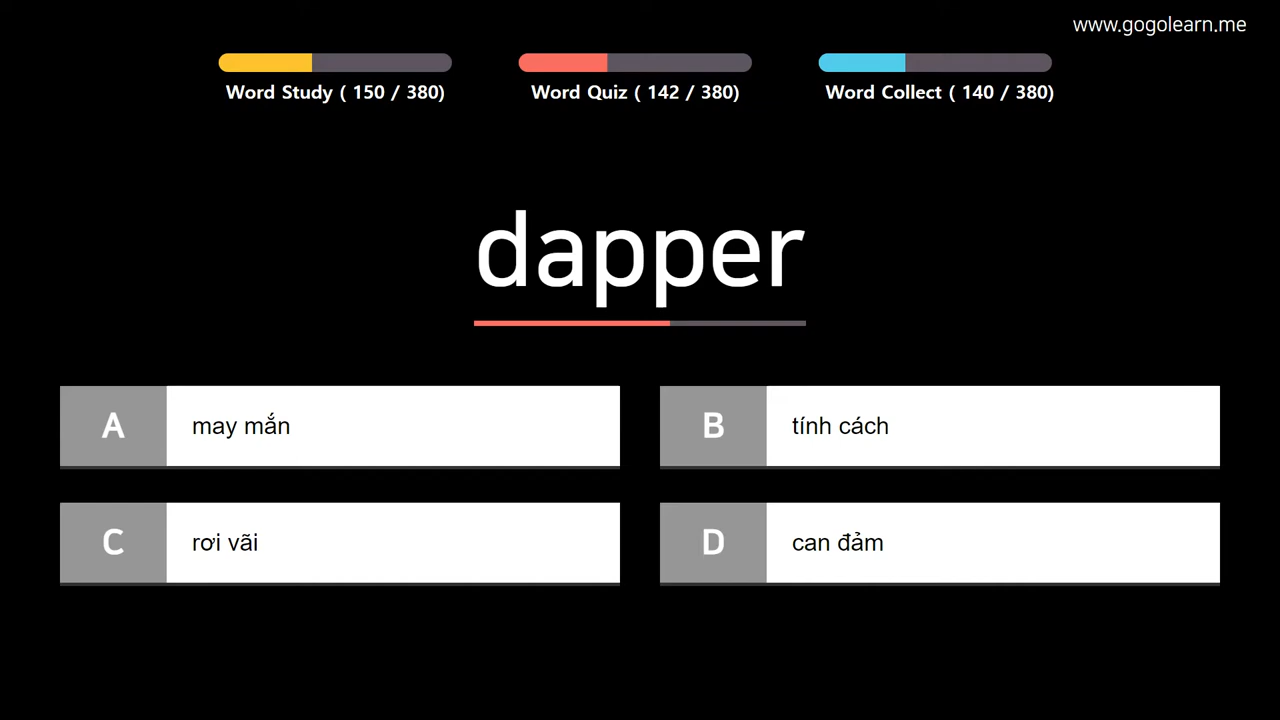 www.gogolearn.me
Word Study ( 150 / 380)
Word Quiz ( 142 / 380)
Word Collect ( 140 / 380)
dapper
A
may mắn
B
tính cách
C
rơi vãi
D
can đảm